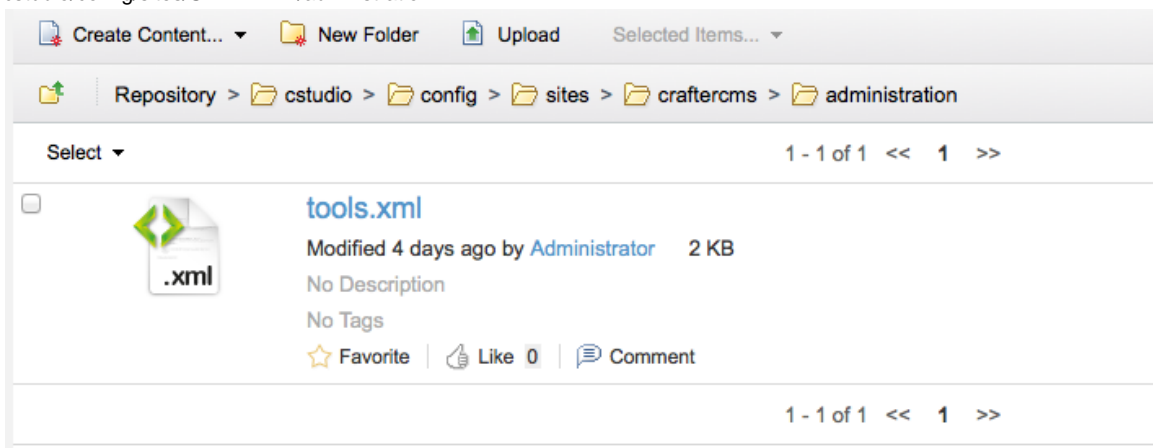 Create Content... New Folder Upload Selected Items...
Repository > cstudio > config > sites > craftercms > administration
Select 1 - 1 of 1 << 1 >>
tools.xml
Modified 4 days ago by Administrator 2 KB
.xml
No Description
No Tags
Favorite Like 0 Comment
1 - 1 of 1 << 1 >>